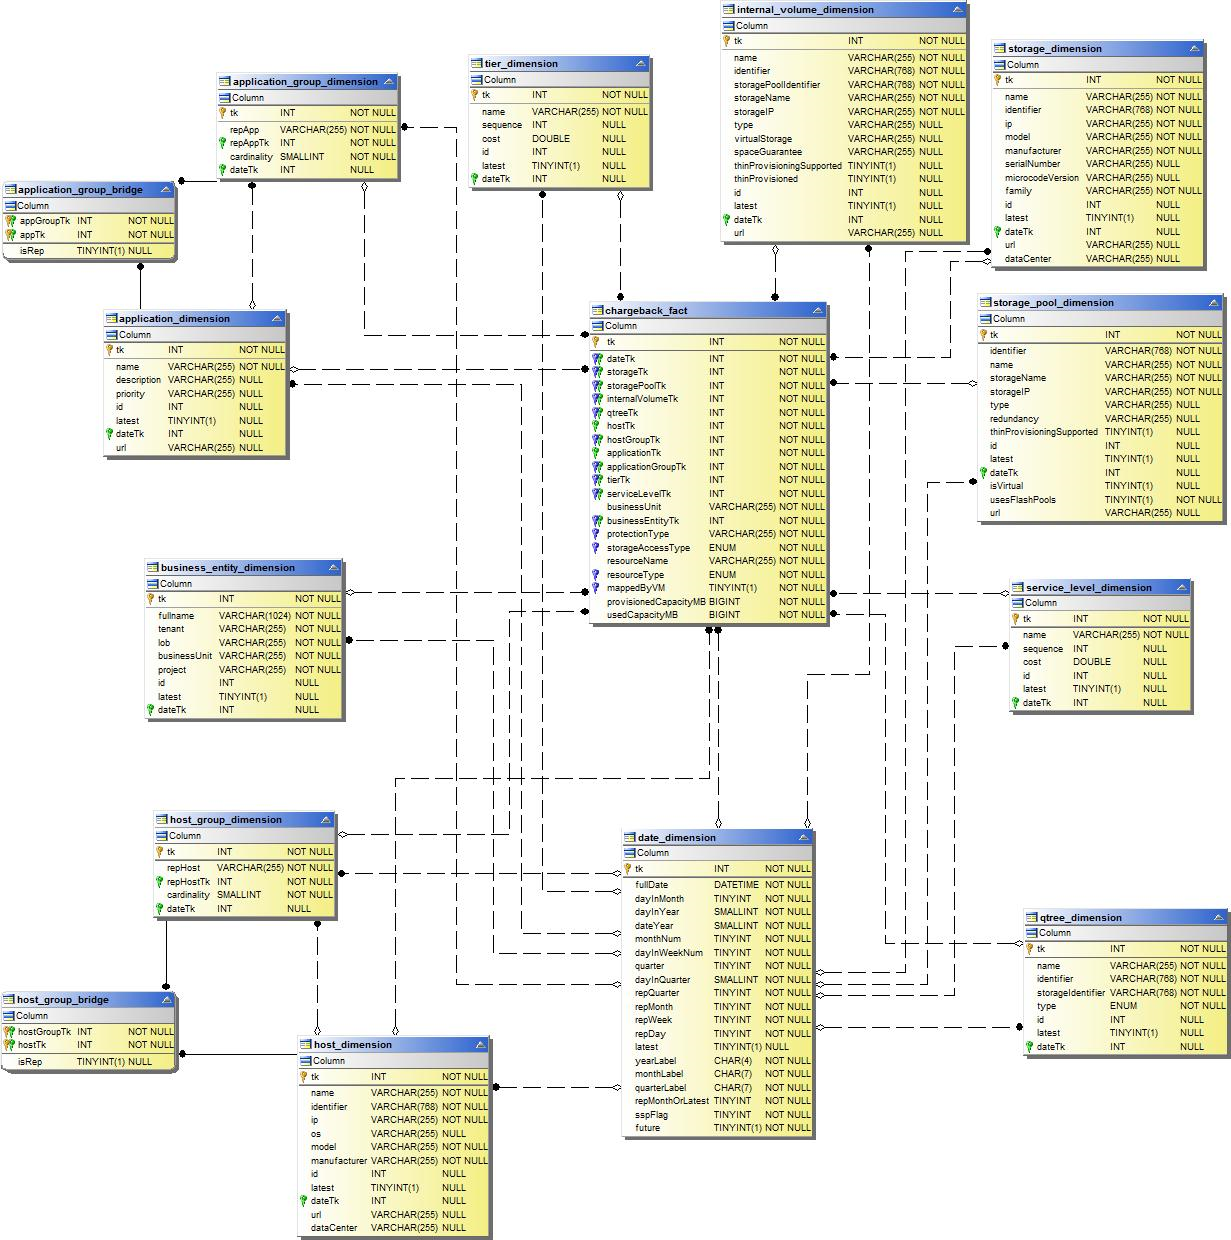 internal_volume_dimension
Column
tk INT NOT NULL
name VARCHAR(255) NOT NULL
identifier VARCHAR(768) NOT NULL
storagePoolIdentifier VARCHAR(768) NOT NULL
storageName VARCHAR(255) NOT NULL
storageIP VARCHAR(255) NOT NULL
type VARCHAR(255) NULL
virtualStorage VARCHAR(255) NULL
spaceGuarantee VARCHAR(255) NULL
thinProvisioningSupported TINYINT(1) NULL
thinProvisioned TINYINT(1) NULL
id INT NULL
latest TINYINT(1) NULL
dateTk INT NULL
url VARCHAR(255) NULL
storage_dimension
Column
tk INT NOT NULL
name VARCHAR(255) NOT NULL
identifier VARCHAR(768) NOT NULL
ip VARCHAR(255) NOT NULL
model VARCHAR(255) NOT NULL
manufacturer VARCHAR(255) NOT NULL
serialNumber VARCHAR(255) NULL
microcodeVersion VARCHAR(255) NULL
family VARCHAR(255) NOT NULL
id INT NULL
latest TINYINT(1) NULL
dateTk INT NULL
url VARCHAR(255) NULL
dataCenter VARCHAR(255) NULL
tier_dimension
Column
tk INT NOT NULL
name VARCHAR(255) NOT NULL
sequence INT NULL
cost DOUBLE NULL
id INT NULL
latest TINYINT(1) NULL
dateTk INT NULL
application_group_dimension
Column
tk INT NOT NULL
repApp VARCHAR(255) NOT NULL
repAppTk INT NOT NULL
cardinality SMALLINT NOT NULL
dateTk INT NULL
application_group_bridge
Column
appGroupTk INT NOT NULL
appTk INT NOT NULL
isRep TINYINT(1) NULL
application_dimension
Column
tk INT NOT NULL
name VARCHAR(255) NOT NULL
description VARCHAR(255) NULL
priority VARCHAR(255) NULL
id INT NULL
latest TINYINT(1) NULL
dateTk INT NULL
url VARCHAR(255) NULL
chargeback_fact
Column
tk INT NOT NULL
dateTk INT NOT NULL
storageTk INT NOT NULL
storagePoolTk INT NOT NULL
internalVolumeTk INT NOT NULL
qtreeTk INT NOT NULL
hostTk INT NOT NULL
hostGroupTk INT NOT NULL
applicationTk INT NOT NULL
applicationGroupTk INT NOT NULL
tierTk INT NOT NULL
serviceLevelTk INT NOT NULL
businessUnit VARCHAR(255) NOT NULL
businessEntityTk INT NOT NULL
protectionType VARCHAR(255) NOT NULL
storageAccessType ENUM NOT NULL
resourceName VARCHAR(255) NOT NULL
resourceType ENUM NOT NULL
mappedByVM TINYINT(1) NOT NULL
provisionedCapacityMB BIGINT NOT NULL
usedCapacityMB BIGINT NOT NULL
storage_pool_dimension
Column
tk INT NOT NULL
identifier VARCHAR(768) NOT NULL
name VARCHAR(255) NOT NULL
storageName VARCHAR(255) NOT NULL
storageIP VARCHAR(255) NOT NULL
type VARCHAR(255) NULL
redundancy VARCHAR(255) NULL
thinProvisioningSupported TINYINT(1) NULL
id INT NULL
latest TINYINT(1) NULL
dateTk INT NULL
isVirtual TINYINT(1) NULL
usesFlashPools TINYINT(1) NOT NULL
url VARCHAR(255) NULL
business_entity_dimension
Column
tk INT NOT NULL
fullname VARCHAR(1024) NOT NULL
tenant VARCHAR(255) NOT NULL
lob VARCHAR(255) NOT NULL
businessUnit VARCHAR(255) NOT NULL
project VARCHAR(255) NOT NULL
id INT NULL
latest TINYINT(1) NULL
dateTk INT NULL
service_level_dimension
Column
tk INT NOT NULL
name VARCHAR(255) NOT NULL
sequence INT NULL
cost DOUBLE NULL
id INT NULL
latest TINYINT(1) NULL
dateTk INT NULL
host_group_dimension
Column
tk INT NOT NULL
repHost VARCHAR(255) NOT NULL
repHostTk INT NOT NULL
cardinality SMALLINT NOT NULL
dateTk INT NULL
date_dimension
Column
tk INT NOT NULL
fullDate DATETIME NOT NULL
dayInMonth TINYINT NOT NULL
dayInYear SMALLINT NOT NULL
dateYear SMALLINT NOT NULL
monthNum TINYINT NOT NULL
dayInWeekNum TINYINT NOT NULL
quarter TINYINT NOT NULL
dayInQuarter SMALLINT NOT NULL
repQuarter TINYINT NOT NULL
repMonth TINYINT NOT NULL
repWeek TINYINT NOT NULL
repDay TINYINT NOT NULL
latest TINYINT(1) NULL
yearLabel CHAR(4) NOT NULL
monthLabel CHAR(7) NOT NULL
quarterLabel CHAR(7) NOT NULL
repMonthOrLatest TINYINT NOT NULL
sspFlag TINYINT NOT NULL
future TINYINT(1) NOT NULL
qtree_dimension
Column
tk INT NOT NULL
name VARCHAR(255) NOT NULL
identifier VARCHAR(768) NOT NULL
storageIdentifier VARCHAR(768) NOT NULL
type ENUM NOT NULL
id INT NULL
latest TINYINT(1) NULL
dateTk INT NULL
host_group_bridge
Column
hostGroupTk INT NOT NULL
hostTk INT NOT NULL
isRep TINYINT(1) NULL
host_dimension
Column
tk INT NOT NULL
name VARCHAR(255) NOT NULL
identifier VARCHAR(768) NOT NULL
ip VARCHAR(255) NOT NULL
os VARCHAR(255) NULL
model VARCHAR(255) NOT NULL
manufacturer VARCHAR(255) NOT NULL
id INT NULL
latest TINYINT(1) NULL
dateTk INT NULL
url VARCHAR(255) NULL
dataCenter VARCHAR(255) NULL